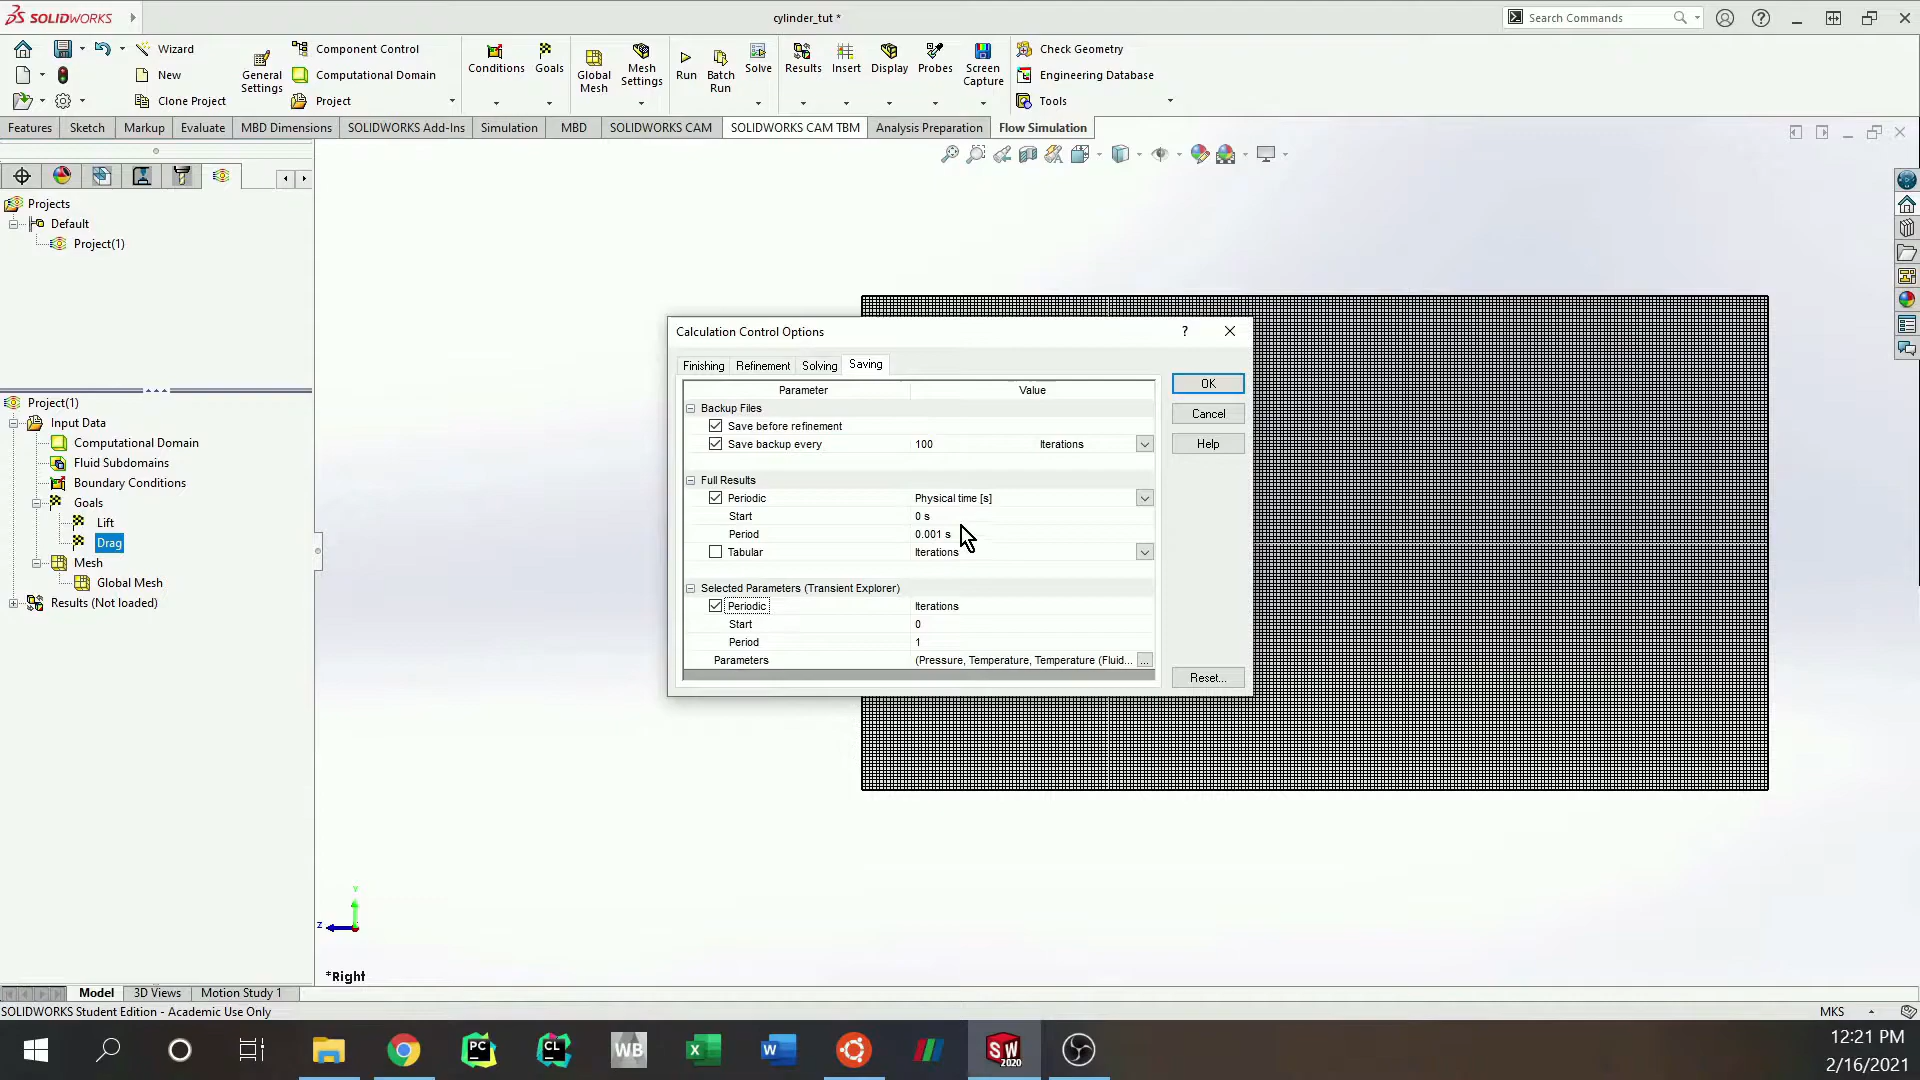 SOLIDWORKS
cylinder_tut *
Search Commands
Wizard
New
Clone Project
General Settings
Component Control
Computational Domain
Project
Conditions
Goals
Global Mesh
Mesh Settings
Run
Batch Run
Solve
Results
Insert
Display
Probes
Screen Capture
Check Geometry
Engineering Database
Tools
Features
Sketch
Markup
Evaluate
MBD Dimensions
SOLIDWORKS Add-Ins
Simulation
MBD
SOLIDWORKS CAM
SOLIDWORKS CAM TBM
Analysis Preparation
Flow Simulation
Projects
Default
Project(1)
Project(1)
Input Data
Computational Domain
Fluid Subdomains
Boundary Conditions
Goals
Lift
Drag
Mesh
Global Mesh
Results (Not loaded)
Calculation Control Options
?
Finishing
Refinement
Solving
Saving
Parameter
Value
Backup Files
Save before refinement
Save backup every 100 Iterations
Full Results
Periodic Physical time [s]
Start 0 s
Period 0.001 s
Tabular Iterations
Selected Parameters (Transient Explorer)
Periodic Iterations
Start 0
Period 1
Parameters (Pressure, Temperature, Temperature (Fluid... ...
OK
Cancel
Help
Reset...
Y
Z
*Right
Model
3D Views
Motion Study 1
SOLIDWORKS Student Edition - Academic Use Only
MKS
PC
CL
WB
X
W
SW
2020
12:21 PM
2/16/2021